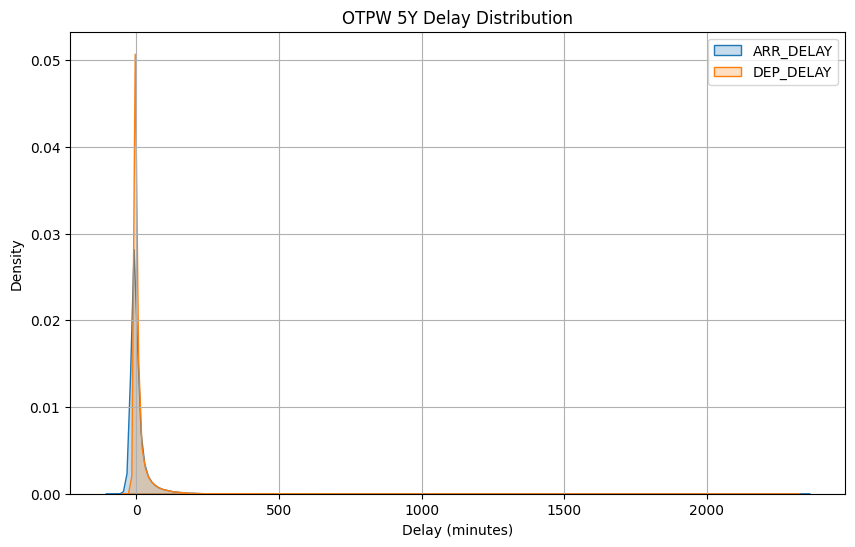 OTPW 5Y Delay Distribution
ARR_DELAY
DEP_DELAY
0.05
0.04
0.03
0.02
0.01
0.00
Density
0 500 1000 1500 2000
Delay (minutes)